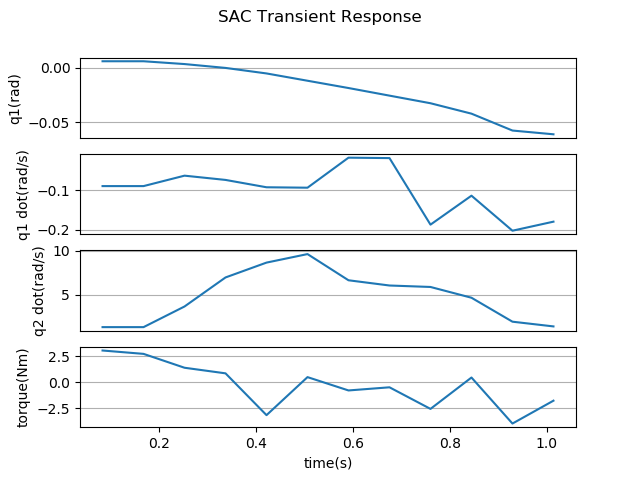 SAC Transient Response
q1(rad)
0.00
−0.05
q1 dot(rad/s)
−0.1
−0.2
q2 dot(rad/s)
10
5
torque(Nm)
2.5
0.0
−2.5
0.2 0.4 0.6 0.8 1.0
time(s)